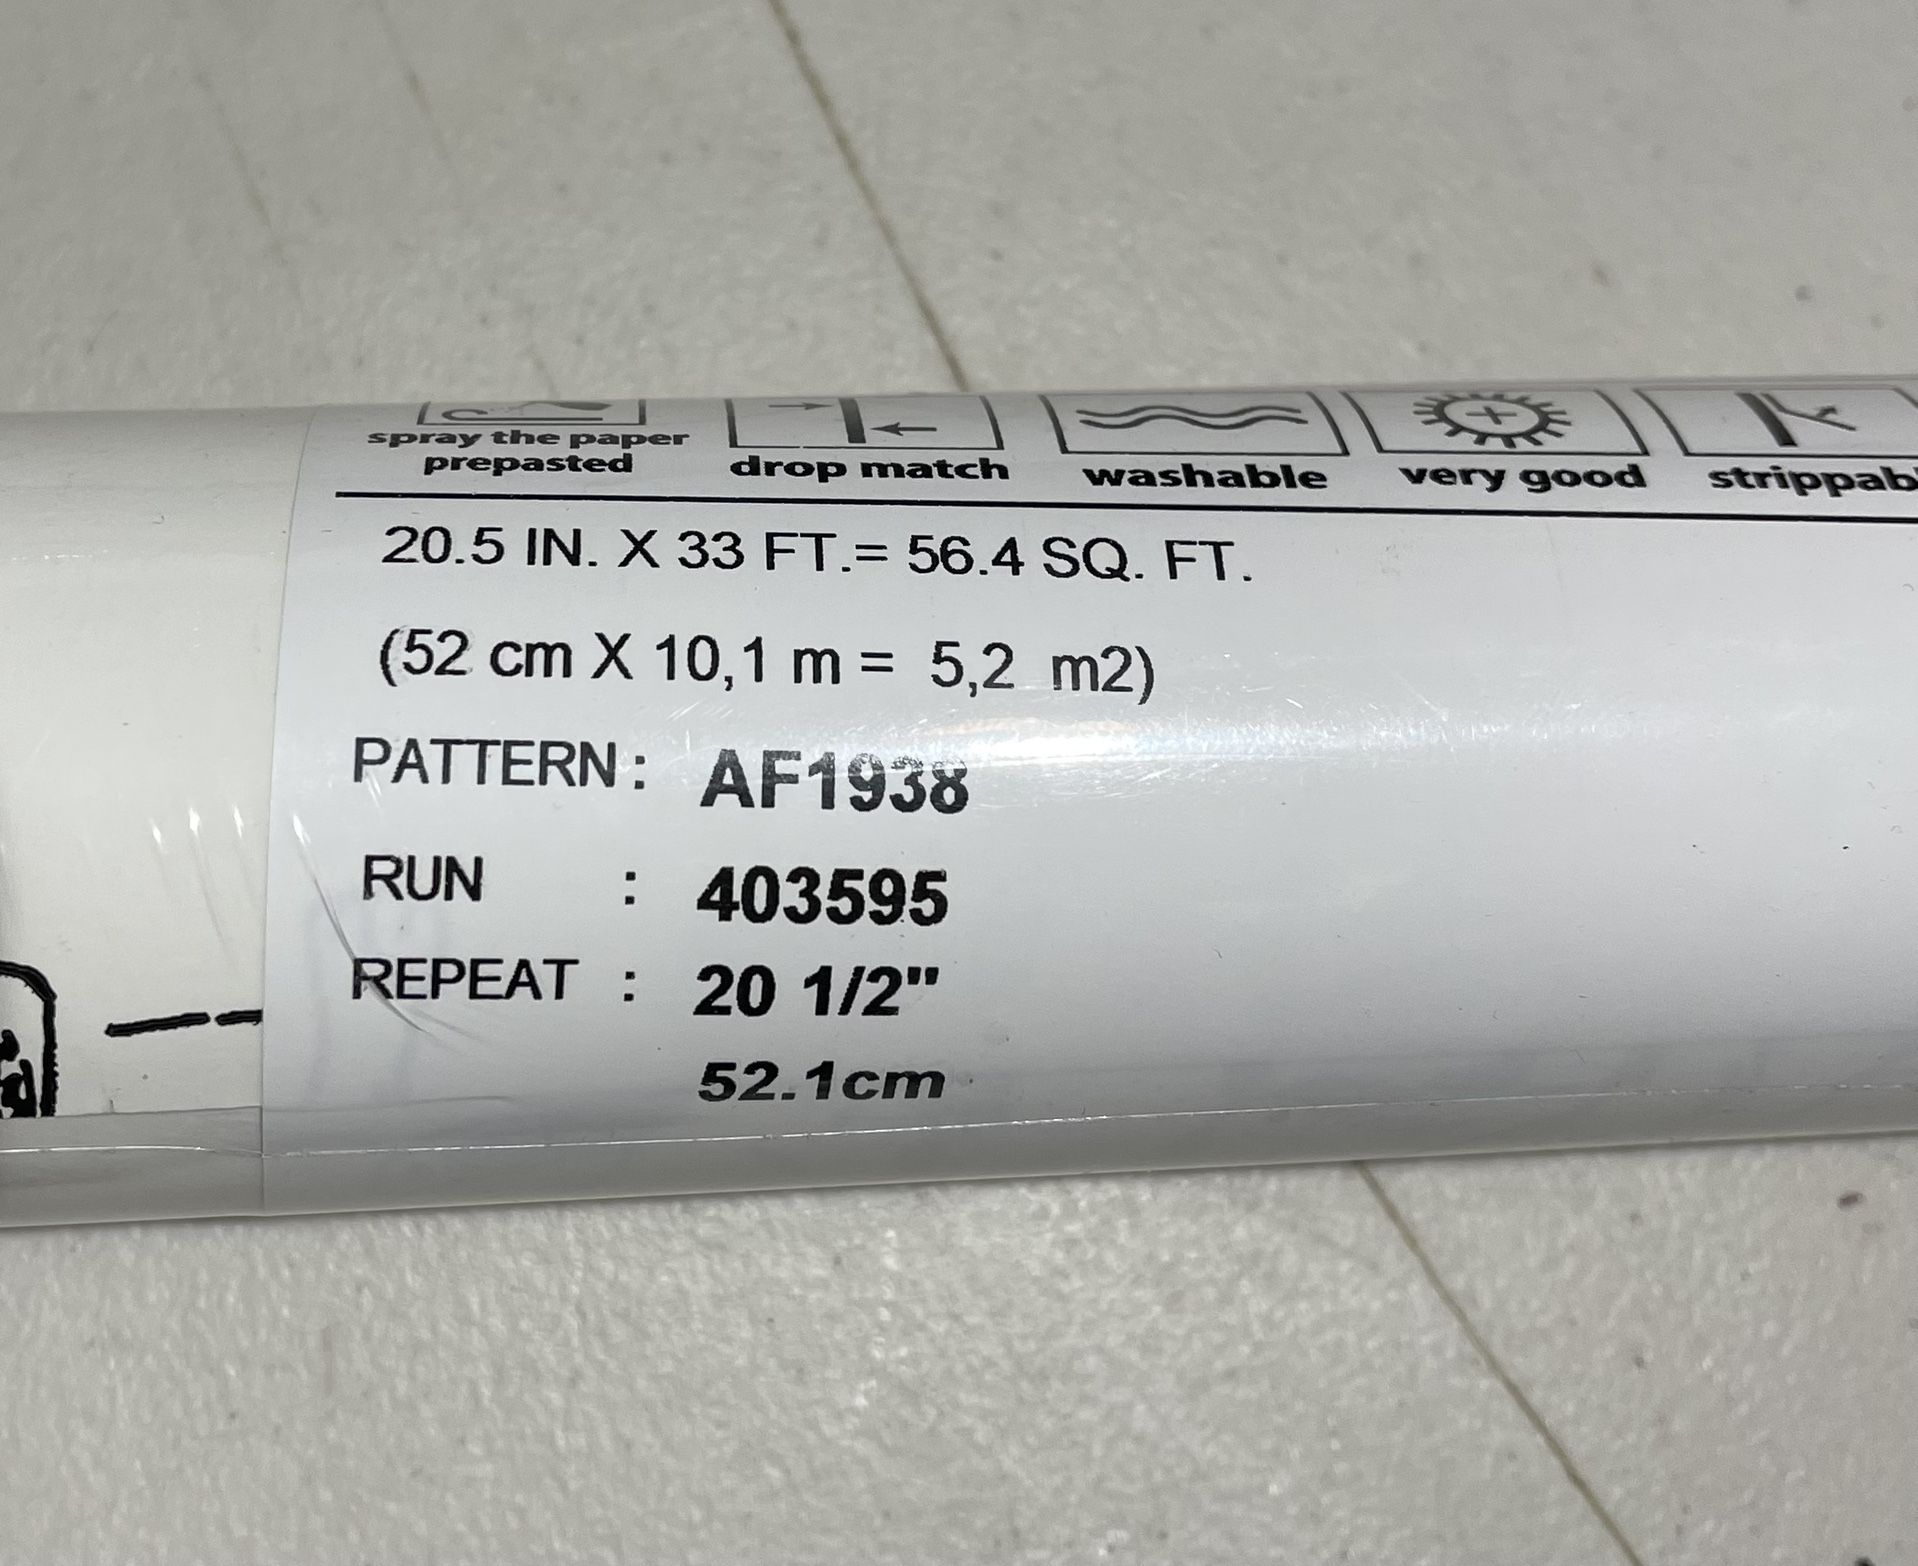 spray the paper
prepasted
drop match
washable
very good
20.5 IN. X 33 FT.= 56.4 SQ. FT.
(52 cm X 10,1 m = 5,2 m2)
PATTERN : AF1938
RUN : 403595
REPEAT : 20 1/2"
52.1cm